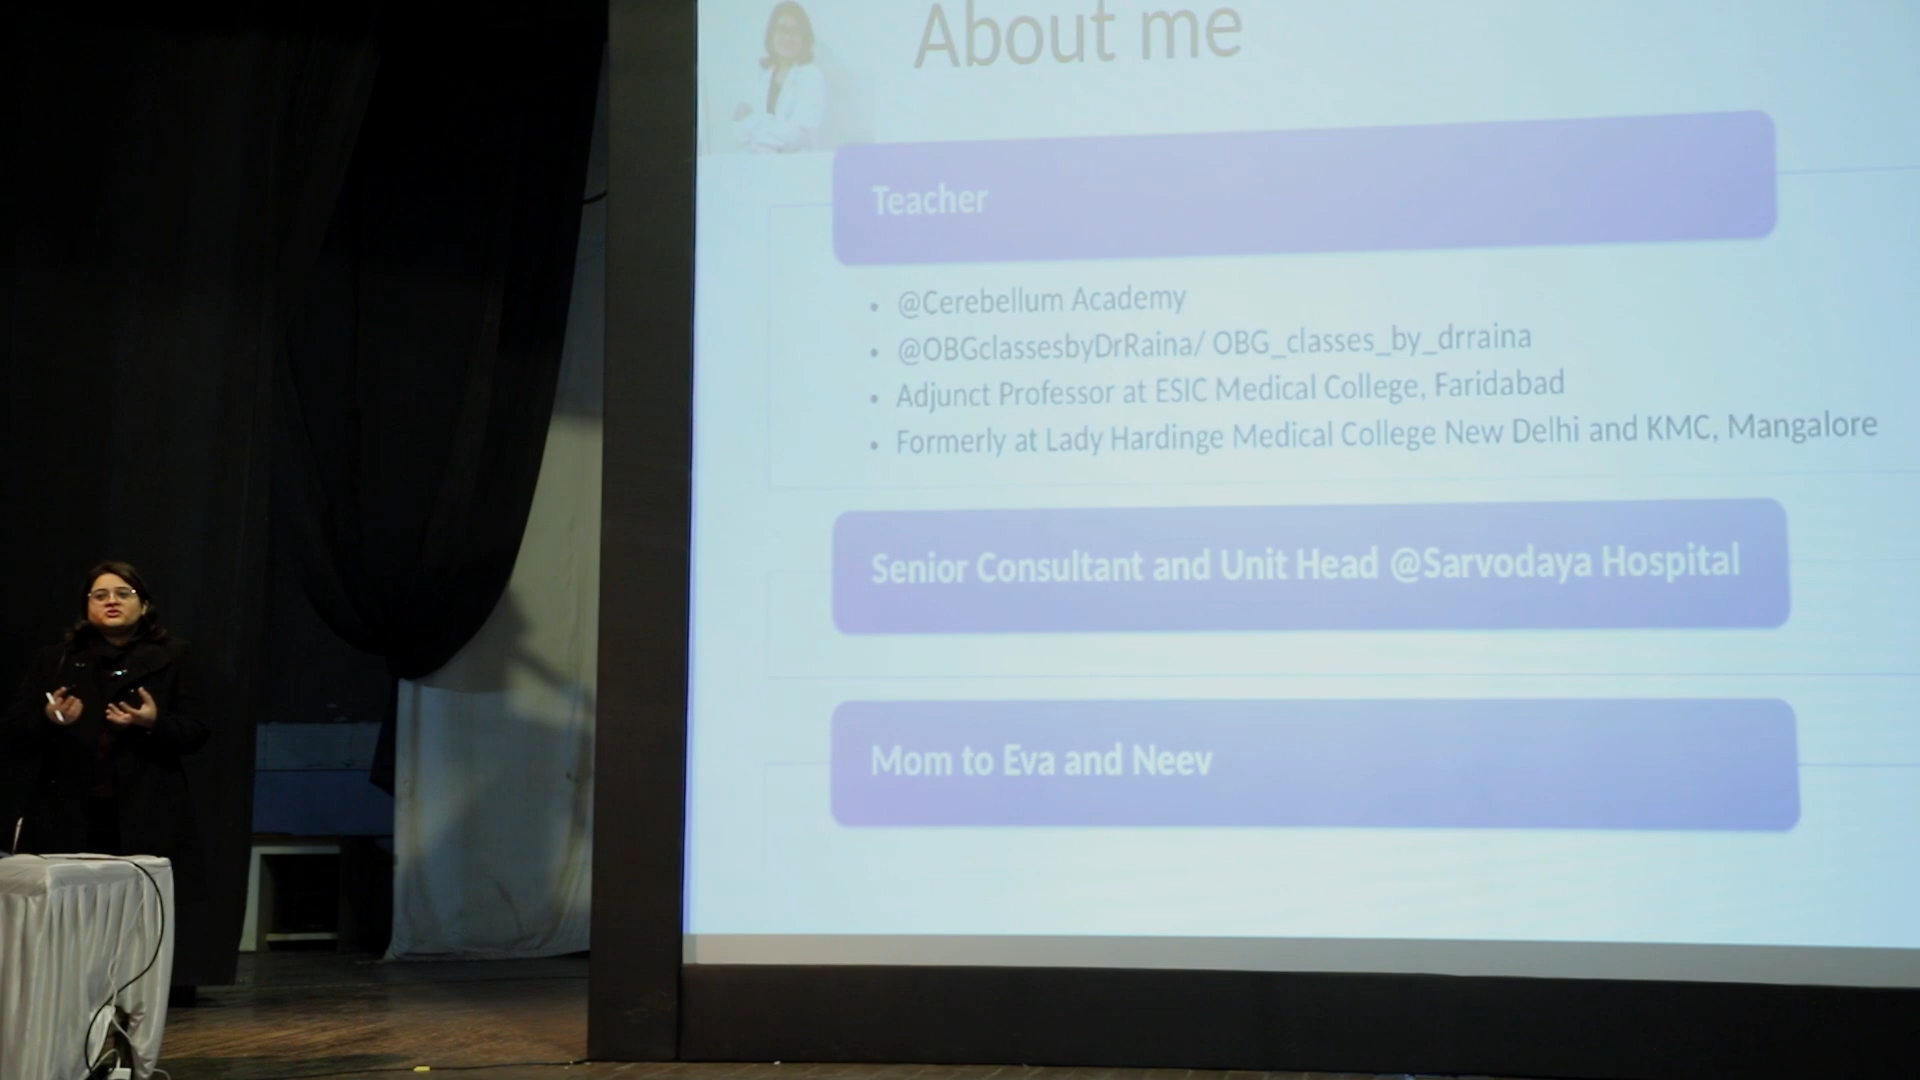 About me
Teacher
• @Cerebellum Academy
• @OBGclassesbyDrRaina/ OBG_classes_by_drraina
• Adjunct Professor at ESIC Medical College, Faridabad
• Formerly at Lady Hardinge Medical College New Delhi and KMC, Mangalore
Senior Consultant and Unit Head @Sarvodaya Hospital
Mom to Eva and Neev